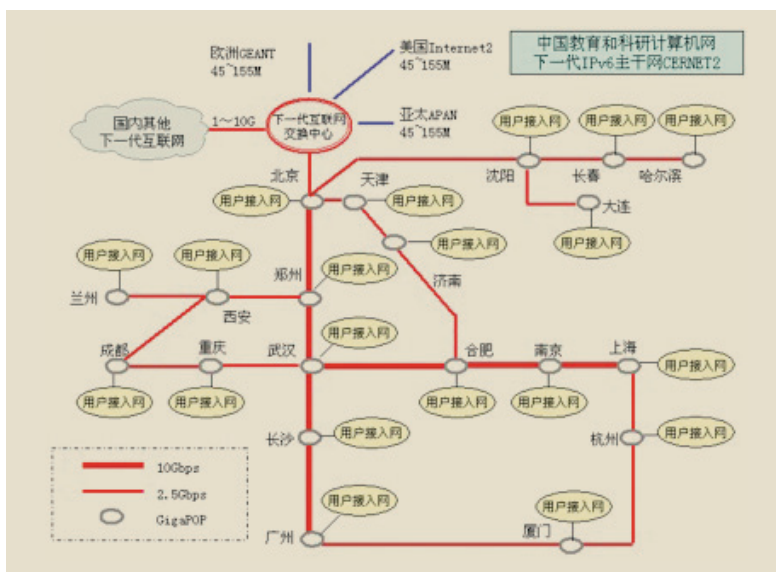 欧洲GEANT
45~155M
美国Internet2
45~155M
中国教育和科研计算机网
下一代IPv6主干网CERNET2
国内其他
下一代互联网
1～10G
下一代互联网
交换中心
亚太APAN
45~155M
用户接入网
用户接入网
用户接入网
北京
天津
沈阳
长春
哈尔滨
用户接入网
用户接入网
大连
用户接入网
用户接入网
用户接入网
用户接入网
郑州
用户接入网
济南
兰州
西安
成都
重庆
武汉
用户接入网
合肥
南京
上海
用户接入网
用户接入网
用户接入网
用户接入网
用户接入网
长沙
用户接入网
杭州
用户接入网
10Gbps
2.5Gbps
GigaPOP
用户接入网
广州
用户接入网
厦门